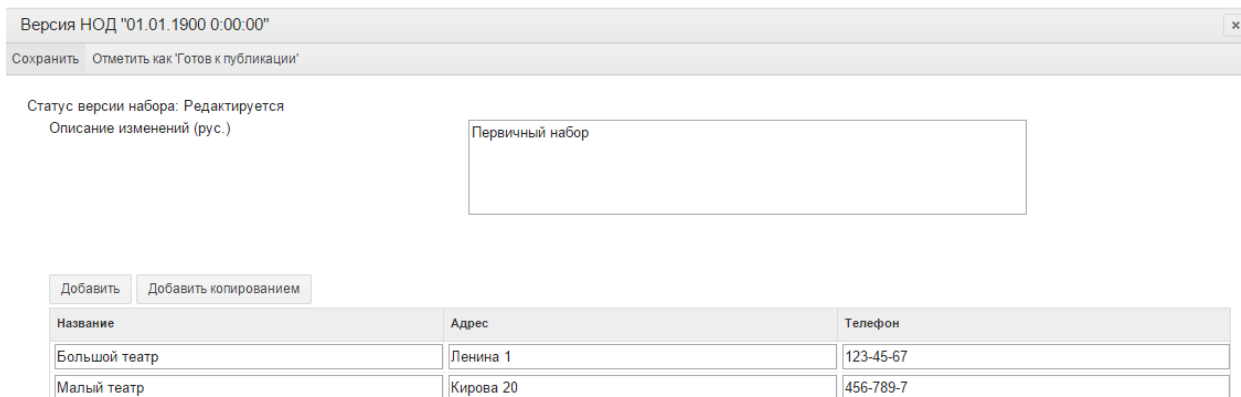 Версия НОД "01.01.1900 0:00:00"
×
Сохранить Отметить как 'Готов к публикации'
Статус версии набора: Редактируется
Описание изменений (рус.) Первичный набор
Добавить Добавить копированием
Название Адрес Телефон
Большой театр Ленина 1 123-45-67
Малый театр Кирова 20 456-789-7